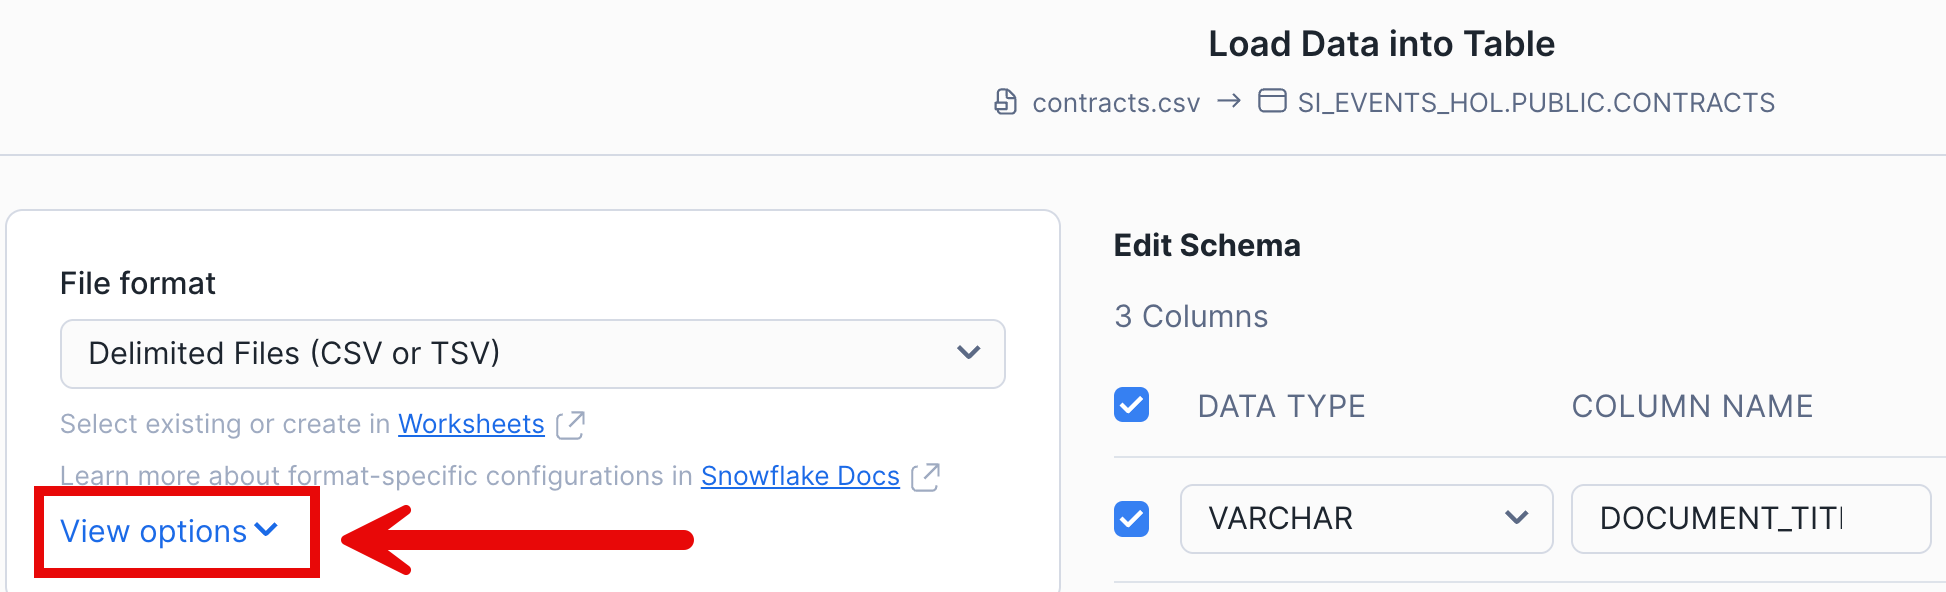 Load Data into Table
contracts.csv → SI_EVENTS_HOL.PUBLIC.CONTRACTS
File format
Delimited Files (CSV or TSV)
Select existing or create in Worksheets
Learn more about format-specific configurations in Snowflake Docs
View options
Edit Schema
3 Columns
DATA TYPE COLUMN NAME
VARCHAR DOCUMENT_TITL